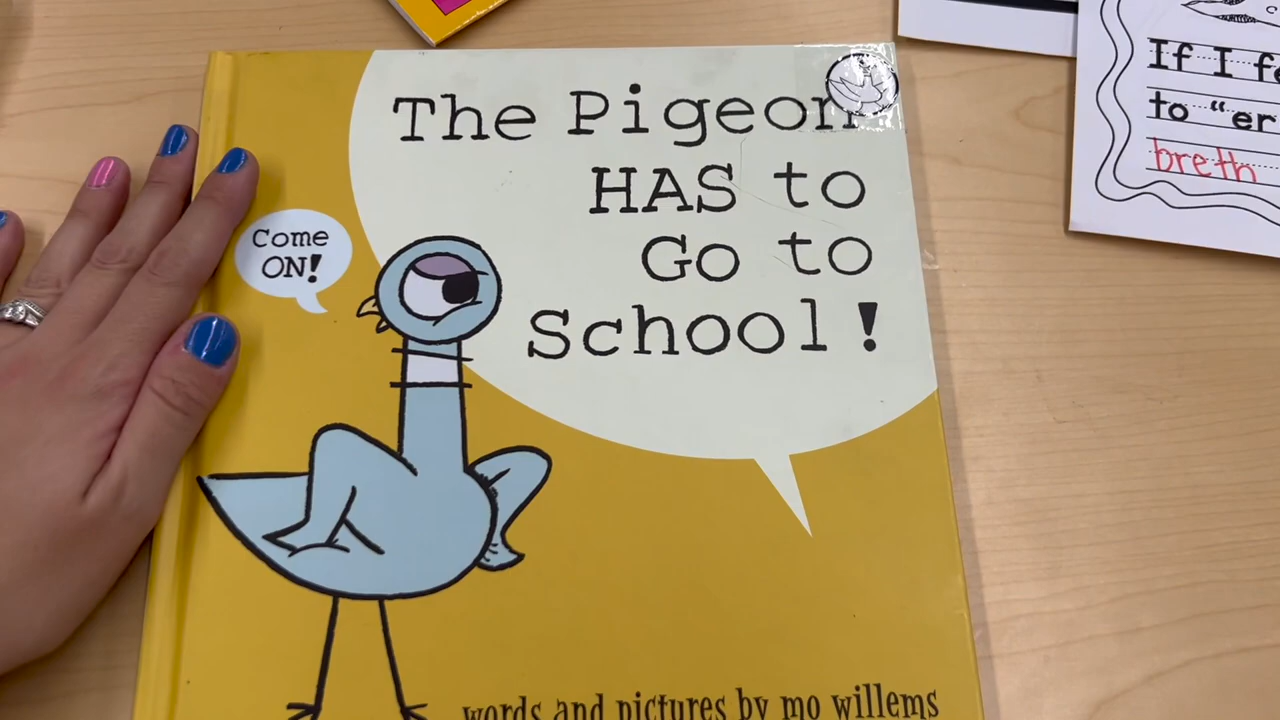 The Pigeon
HAS to
Go to
School!
Come
ON!
words and pictures by mo willems
If I
to "er
breth